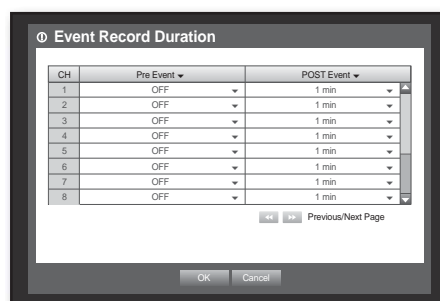 Event Record Duration
CH Pre Event POST Event
1 OFF 1 min
2 OFF 1 min
3 OFF 1 min
4 OFF 1 min
5 OFF 1 min
6 OFF 1 min
7 OFF 1 min
8 OFF 1 min
Previous/Next Page
OK Cancel